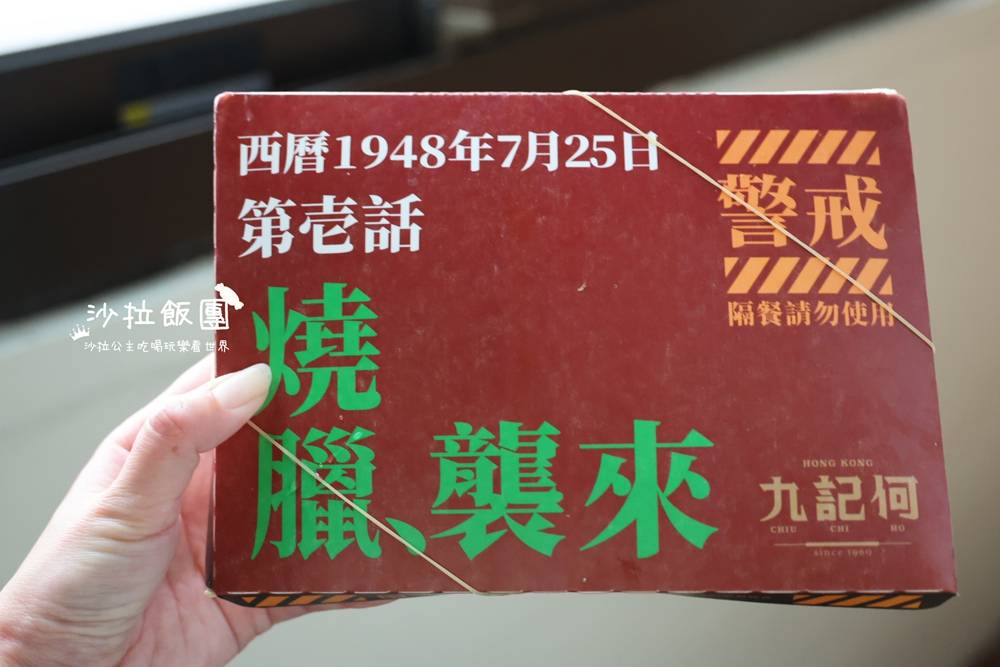 西曆1948年7月25日
第壱話
燒
臘、襲來
警戒
隔餐請勿使用
HONG KONG
九記何
CHIU CHI HO
since 1969
沙拉飯團
沙拉公主吃喝玩樂看世界